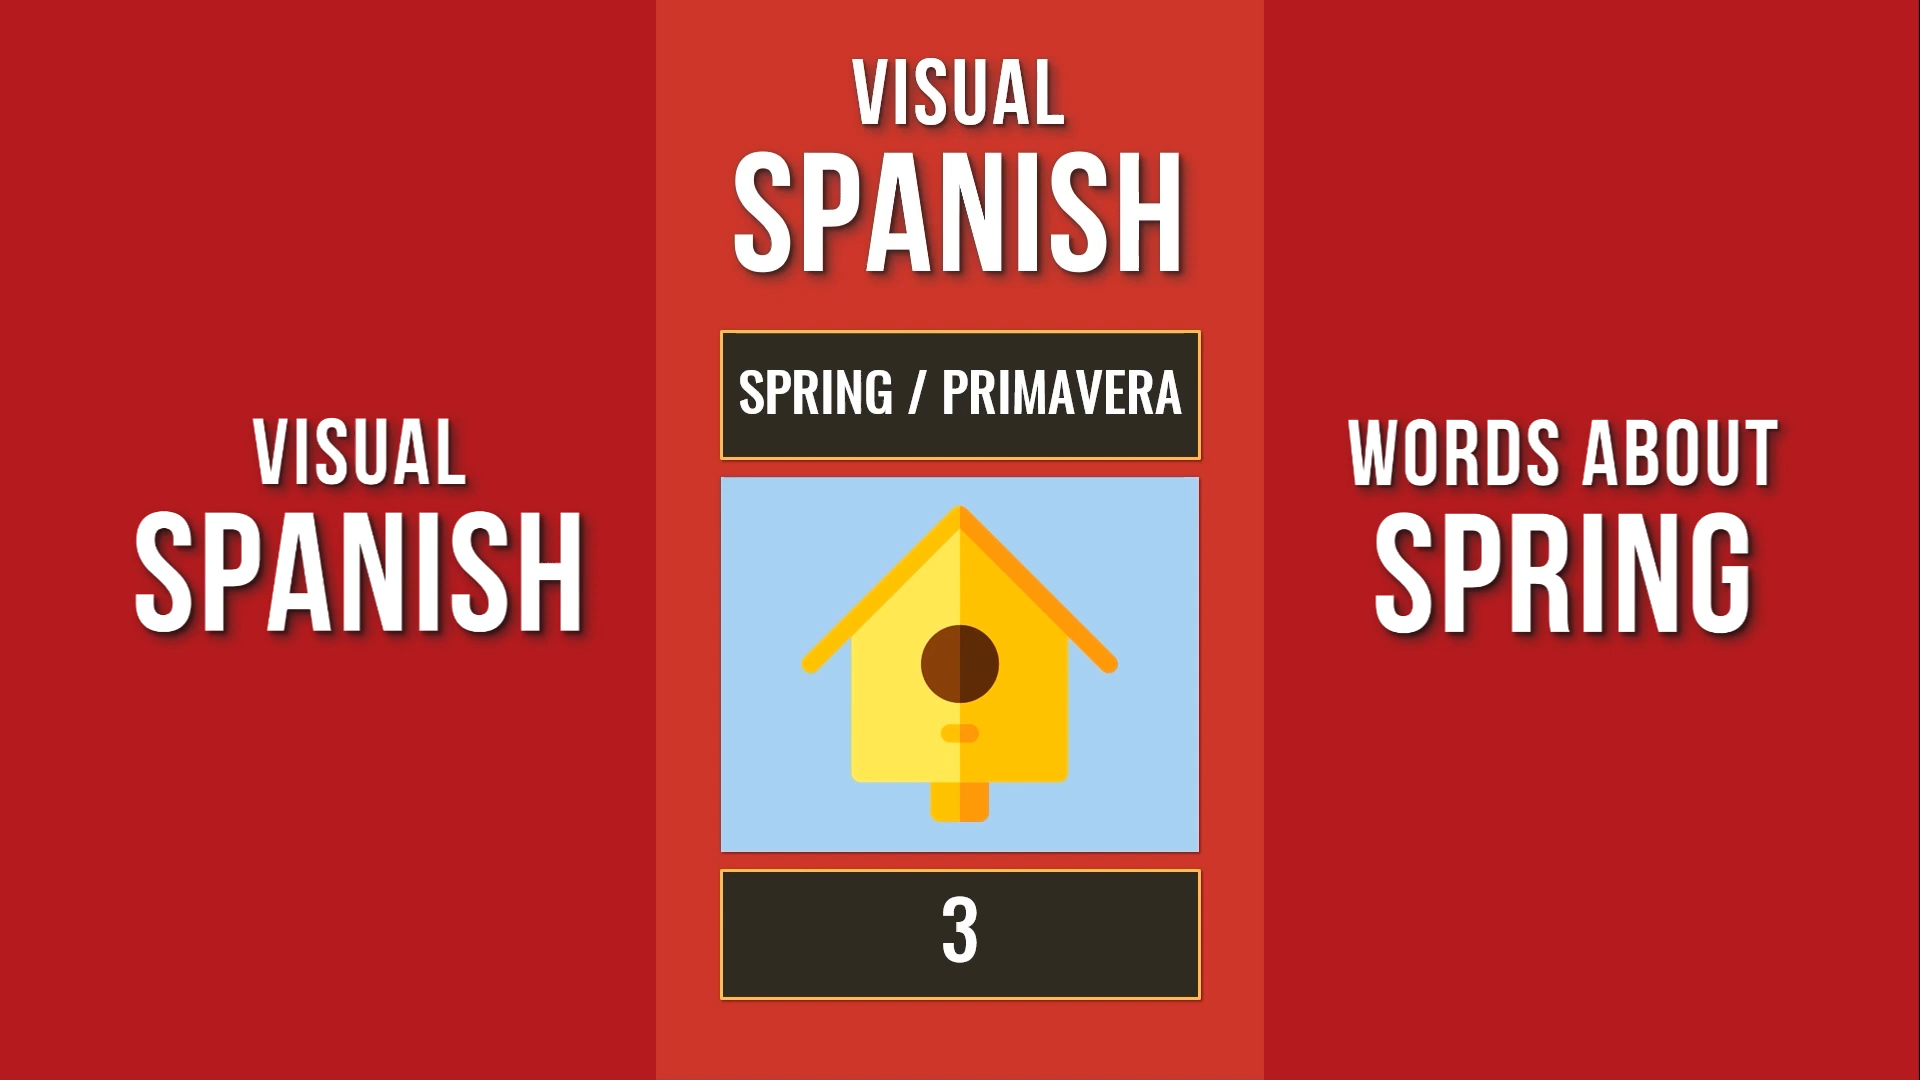 VISUAL
SPANISH
VISUAL
SPANISH
SPRING / PRIMAVERA
3
WORDS ABOUT
SPRING